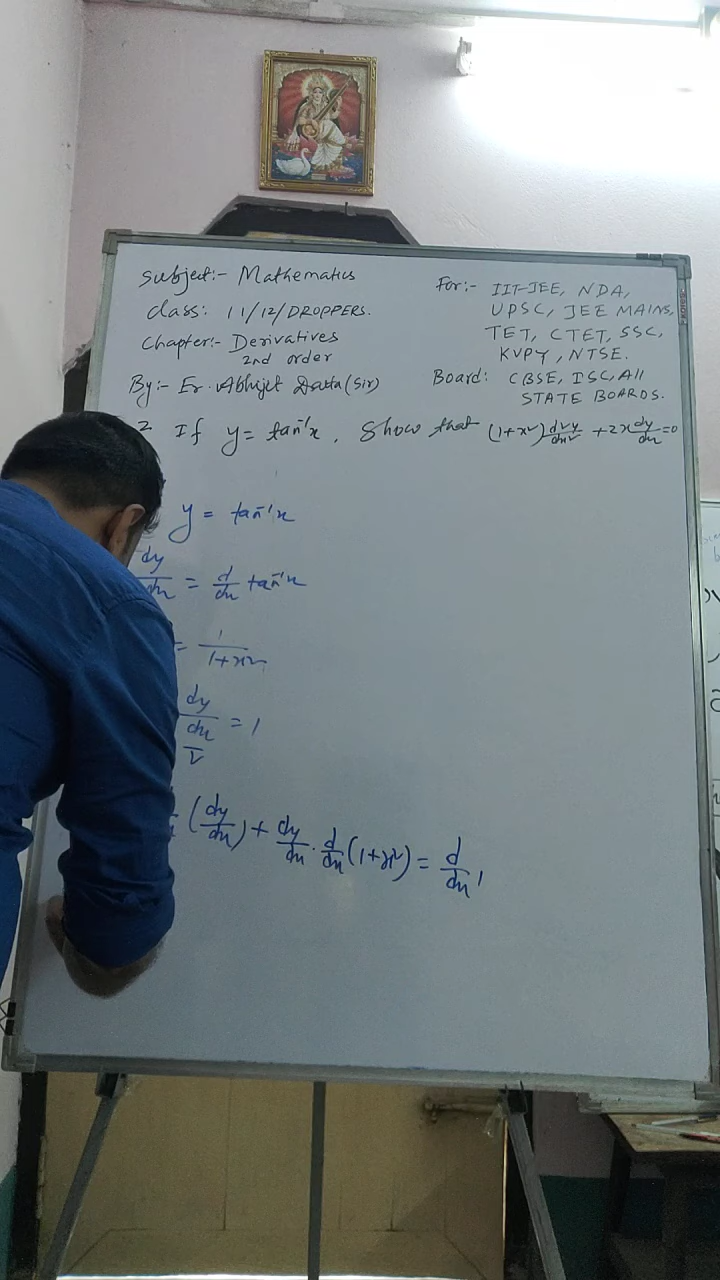 Subject:- Mathematics
Class: 11/12/DROPPERS.
Chapter:- Derivatives
2nd order
By:- Er. Abhijit Datta (Sir)
For:- IIT-JEE, NDA,
UPSC, JEE MAINS,
TET, CTET, SSC,
KVPY, NTSE.
Board: CBSE, ISC, All
STATE BOARDS.
2 If y = tan⁻¹x, Show that (1+x²) d²y/dx² + 2x dy/dx = 0
y = tan⁻¹x
dy/dx = d/dx tan⁻¹x
= 1/1+x²
dy/dx = 1
(dy/dx) + dy/dx . d/dx (1+x²) = d/dx 1